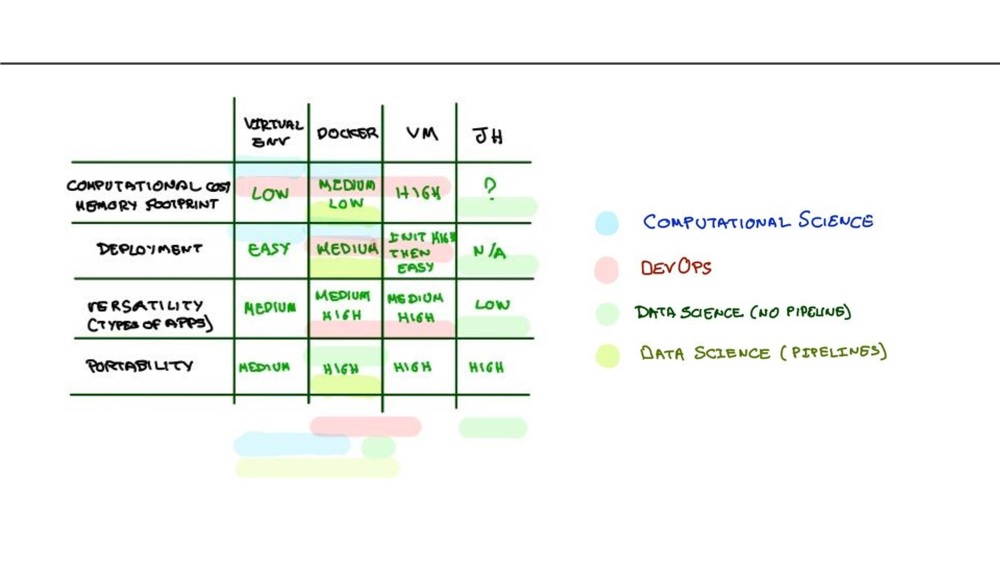 VIRTUAL ENV
DOCKER
VM
JH
COMPUTATIONAL COST
MEMORY FOOTPRINT
LOW
MEDIUM
LOW
HIGH
?
DEPLOYMENT
EASY
MEDIUM
INIT HIGH
THEN
EASY
N/A
VERSATILITY
(TYPES OF APPS)
MEDIUM
MEDIUM
HIGH
MEDIUM
HIGH
LOW
PORTABILITY
MEDIUM
HIGH
HIGH
HIGH
COMPUTATIONAL SCIENCE
DEVOPS
DATA SCIENCE (NO PIPELINE)
DATA SCIENCE (PIPELINES)